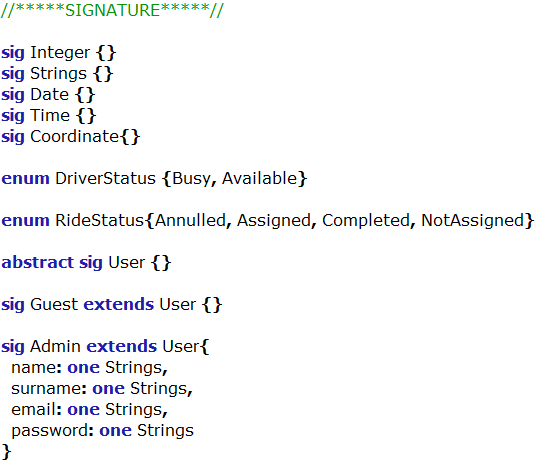 //*****SIGNATURE*****//
sig Integer {}
sig Strings {}
sig Date {}
sig Time {}
sig Coordinate{}
enum DriverStatus {Busy, Available}
enum RideStatus{Annulled, Assigned, Completed, NotAssigned}
abstract sig User {}
sig Guest extends User {}
sig Admin extends User{
name: one Strings,
surname: one Strings,
email: one Strings,
password: one Strings
}